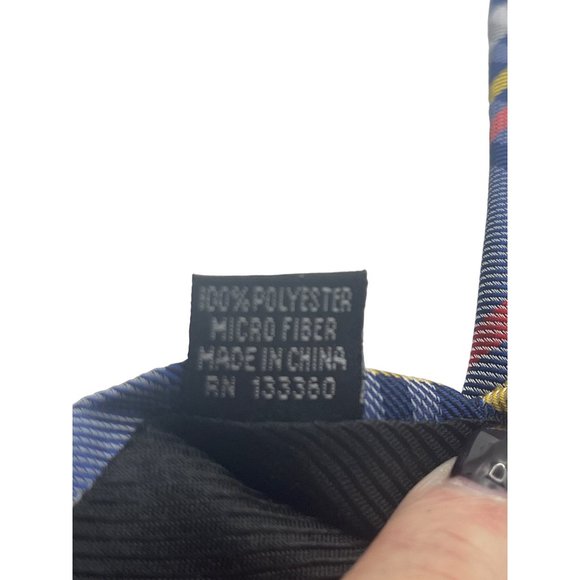 100% POLYESTER
MICRO FIBER
MADE IN CHINA
RN 133360